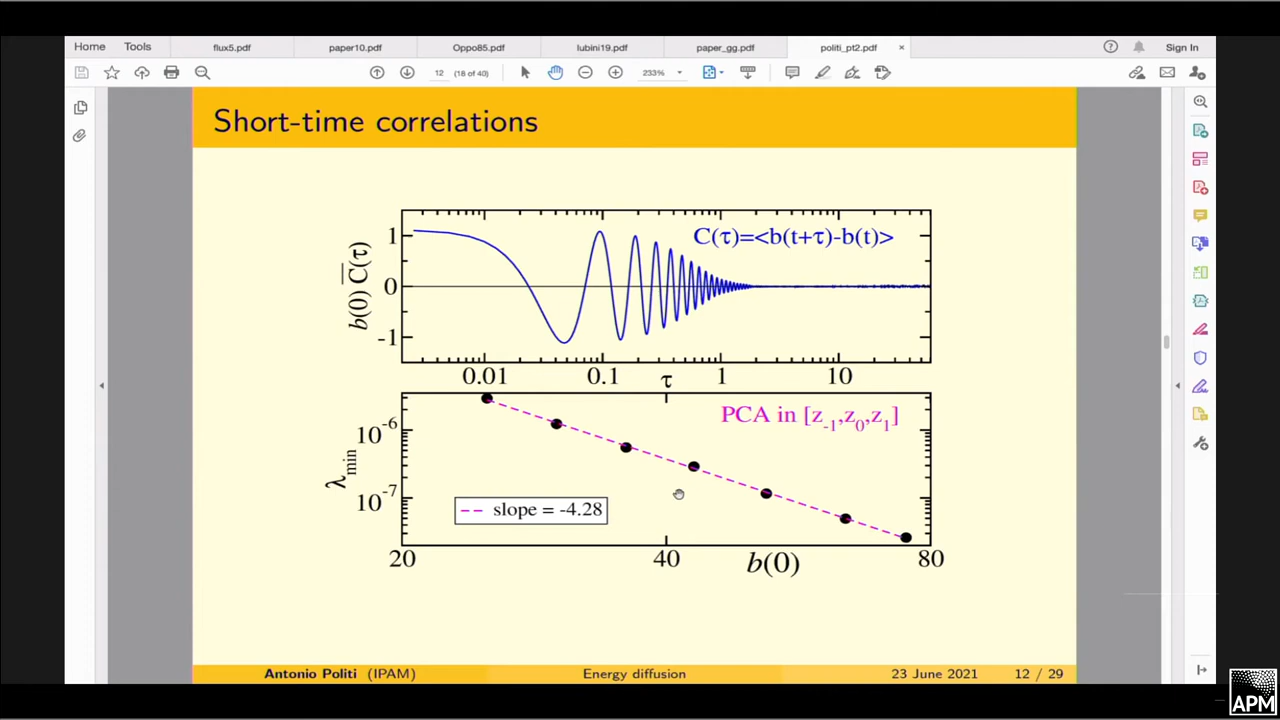 Home Tools flux5.pdf paper10.pdf Oppo85.pdf lubini19.pdf paper_gg.pdf politi_pt2.pdf × Sign In
12 (18 of 40) 233%
Short-time correlations
C(τ)=<b(t+τ)-b(t)>
b(0) C̅(τ)
1
0
-1
0.01 0.1 τ 1 10
PCA in [z₋₁,z₀,z₁]
λmin
10⁻⁶
10⁻⁷
slope = -4.28
20 40 b(0) 80
Antonio Politi (IPAM) Energy diffusion 23 June 2021 12 / 29
APM